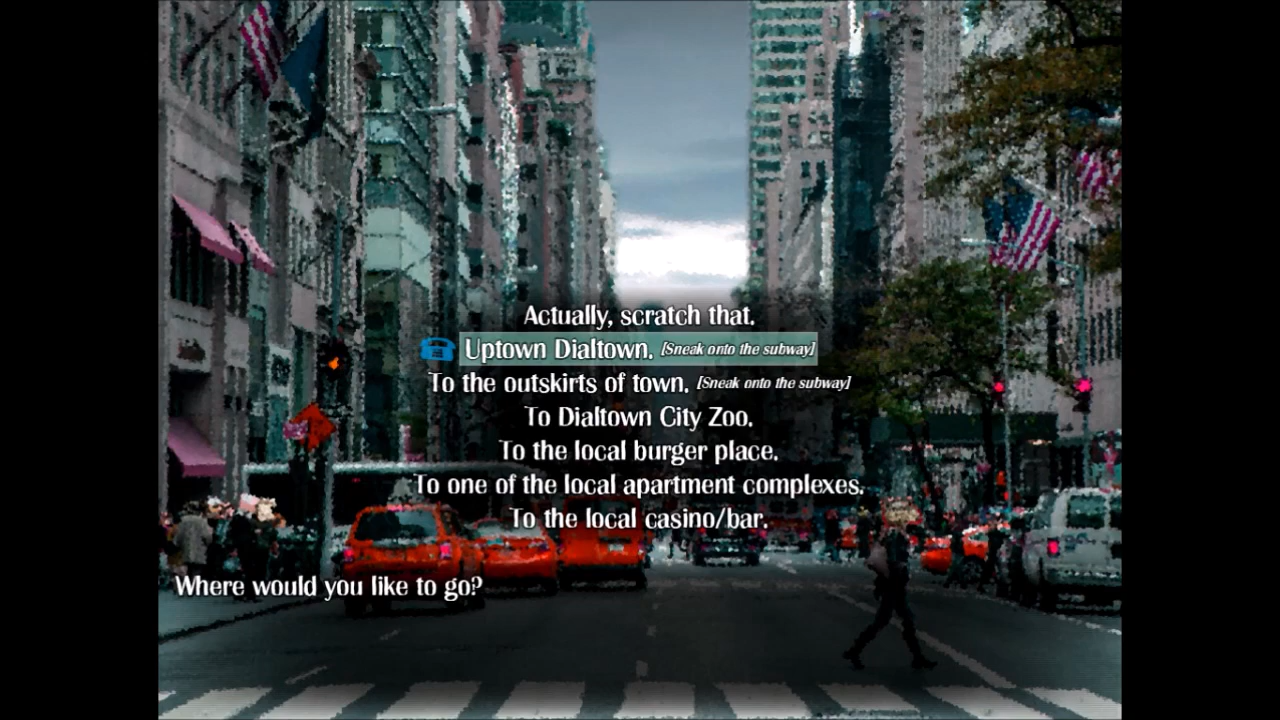 Actually, scratch that.
Uptown Dialtown. [Sneak onto the subway]
To the outskirts of town. [Sneak onto the subway]
To Dialtown City Zoo.
To the local burger place.
To one of the local apartment complexes.
To the local casino/bar.
Where would you like to go?